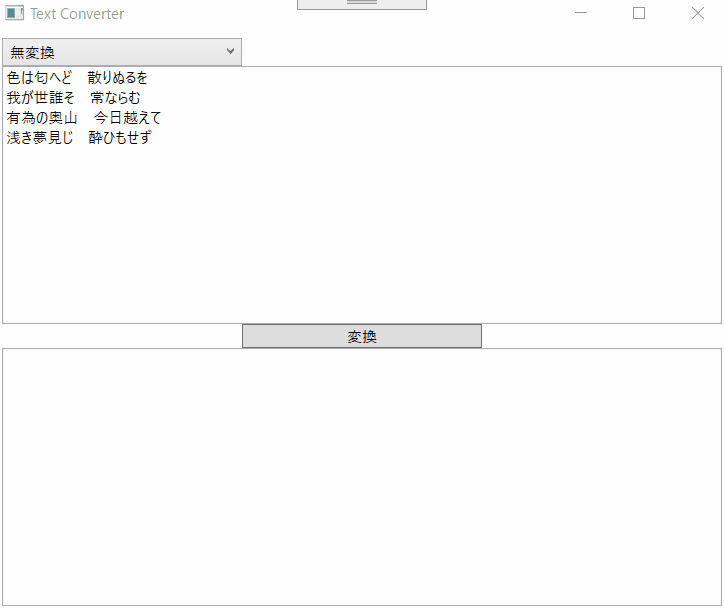 Text Converter
無変換
色は匂へど　散りぬるを
我が世誰そ　常ならむ
有為の奥山　今日越えて
浅き夢見じ　酔ひもせず
変換